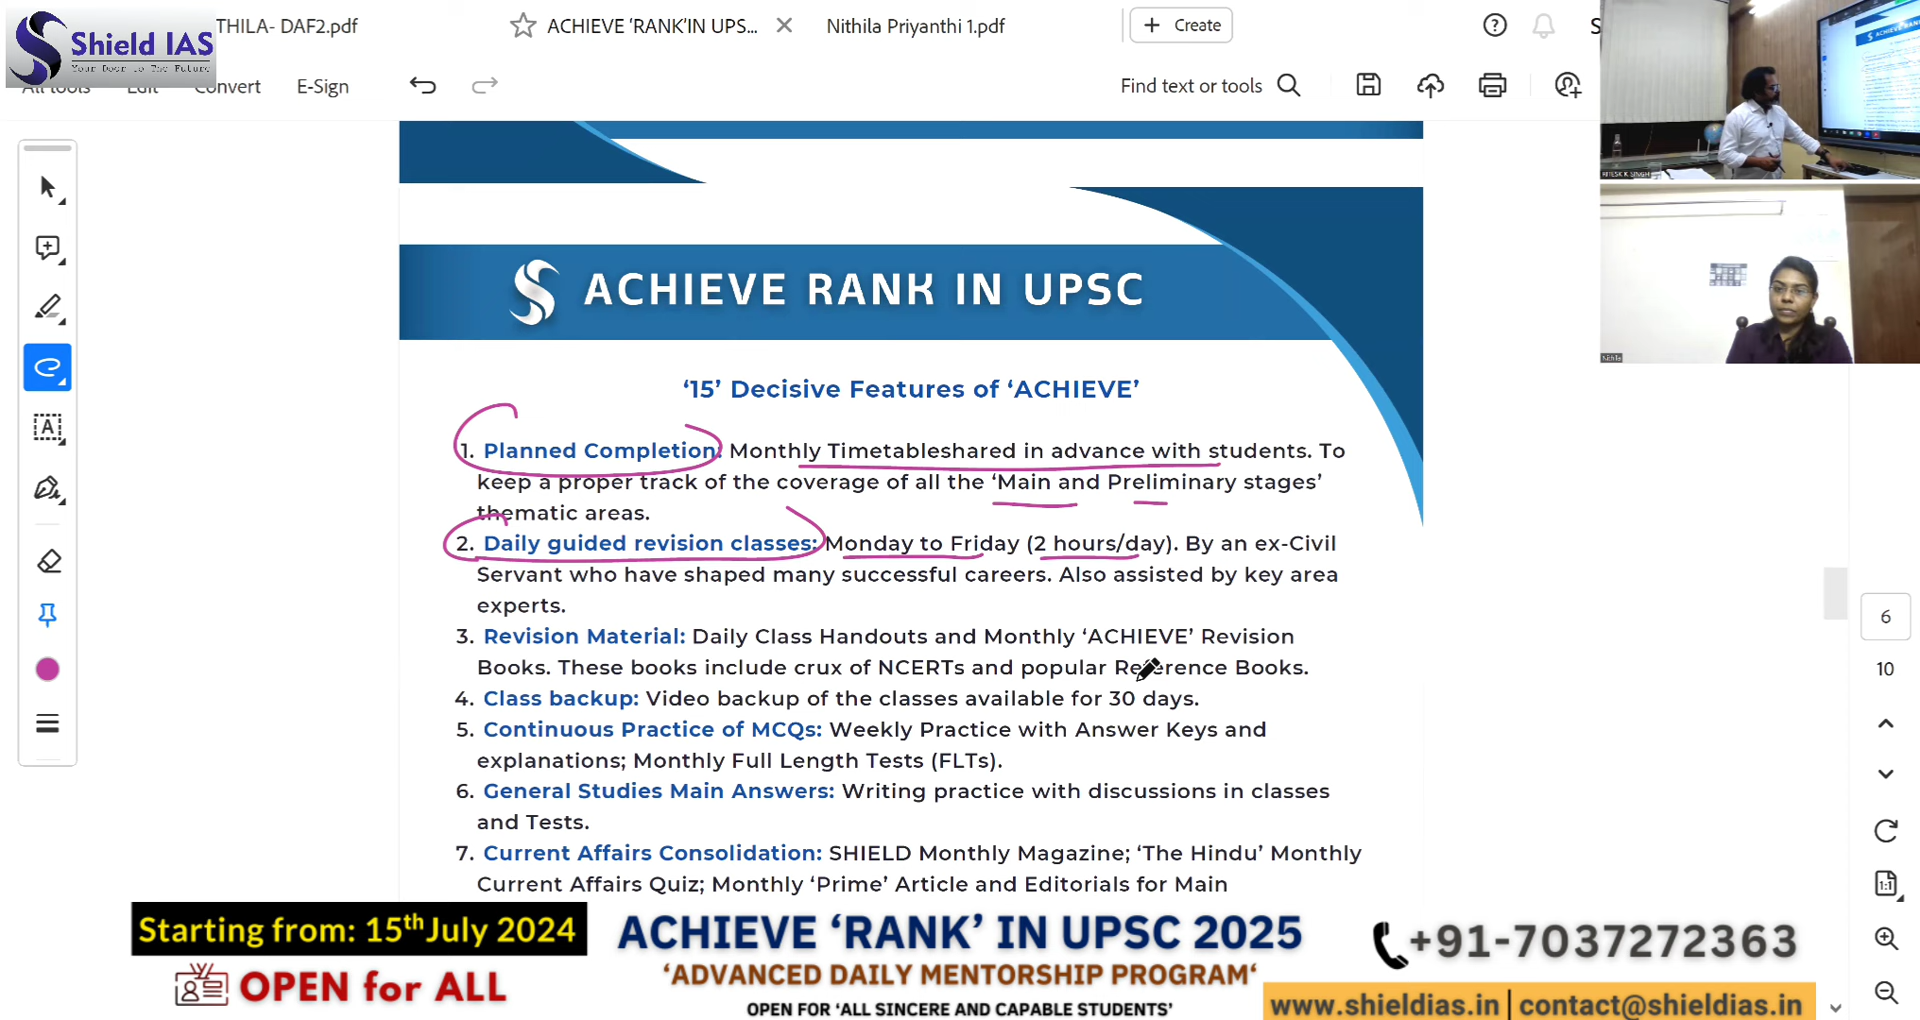 Shield IAS
Your Door to The Future
THILA- DAF2.pdf
ACHIEVE 'RANK'IN UPS...
Nithila Priyanthi 1.pdf
Create
All tools
Edit
Convert
E-Sign
Find text or tools
ACHIEVE RANK IN UPSC
'15' Decisive Features of 'ACHIEVE'
1. Planned Completion: Monthly Timetableshared in advance with students. To
keep a proper track of the coverage of all the 'Main and Preliminary stages'
thematic areas.
2. Daily guided revision classes: Monday to Friday (2 hours/day). By an ex-Civil
Servant who have shaped many successful careers. Also assisted by key area
experts.
3. Revision Material: Daily Class Handouts and Monthly 'ACHIEVE' Revision
Books. These books include crux of NCERTs and popular Reference Books.
4. Class backup: Video backup of the classes available for 30 days.
5. Continuous Practice of MCQs: Weekly Practice with Answer Keys and
explanations; Monthly Full Length Tests (FLTs).
6. General Studies Main Answers: Writing practice with discussions in classes
and Tests.
7. Current Affairs Consolidation: SHIELD Monthly Magazine; 'The Hindu' Monthly
Current Affairs Quiz; Monthly 'Prime' Article and Editorials for Main
6
10
1:1
RITESH K SINGH
Starting from: 15th July 2024
OPEN for ALL
ACHIEVE 'RANK' IN UPSC 2025
'ADVANCED DAILY MENTORSHIP PROGRAM'
OPEN FOR 'ALL SINCERE AND CAPABLE STUDENTS'
+91-7037272363
www.shieldias.in | contact@shieldias.in